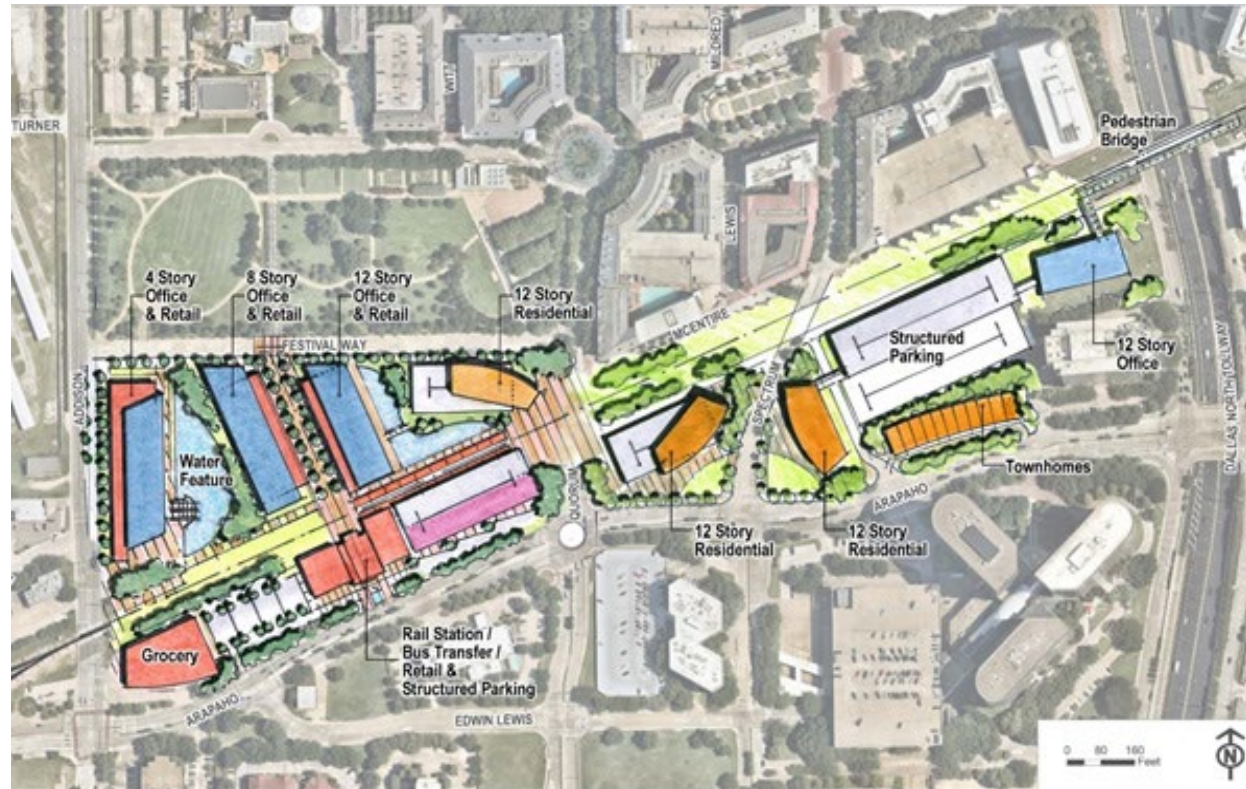 TURNER
WITT
MILDRED
Pedestrian
Bridge
LEWIS
4 Story
Office
& Retail
8 Story
Office
& Retail
12 Story
Office
& Retail
12 Story
Residential
FESTIVAL WAY
MCENTIRE
ADDISON
Structured
Parking
12 Story
Office
DALLAS NORTH TOLLWAY
SPECTRUM
Water
Feature
Townhomes
QUORUM
ARAPAHO
12 Story
Residential
12 Story
Residential
Grocery
Rail Station /
Bus Transfer /
Retail &
Structured Parking
ARAPAHO
EDWIN LEWIS
0 80 160
Feet
N